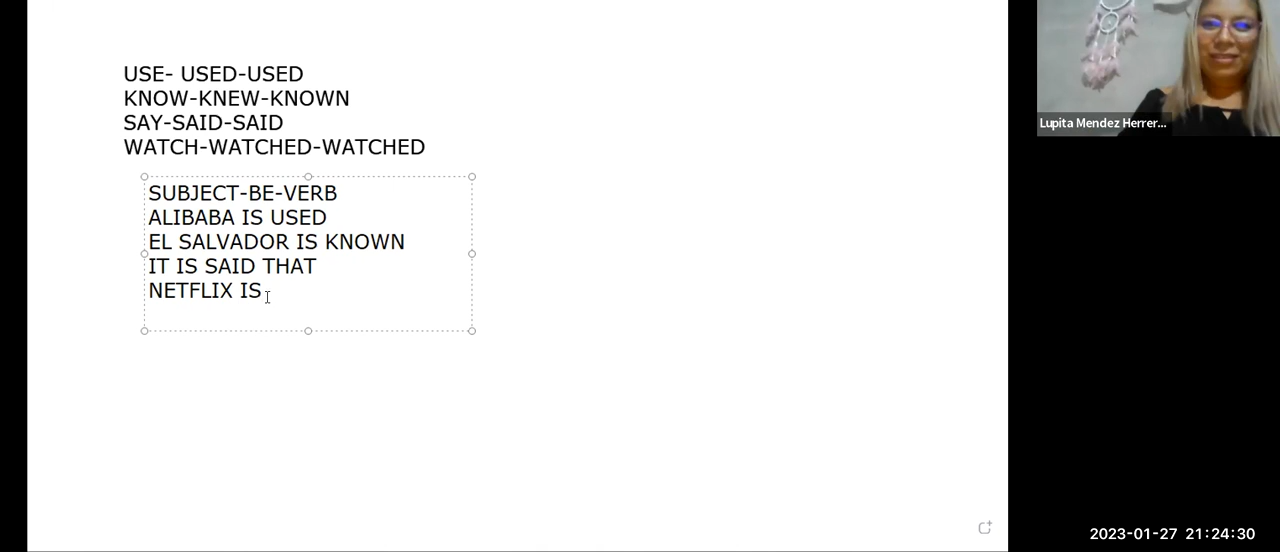 USE- USED-USED
KNOW-KNEW-KNOWN
SAY-SAID-SAID
WATCH-WATCHED-WATCHED
SUBJECT-BE-VERB
ALIBABA IS USED
EL SALVADOR IS KNOWN
IT IS SAID THAT
NETFLIX IS
Lupita Mendez Herrer...
2023-01-27 21:24:30